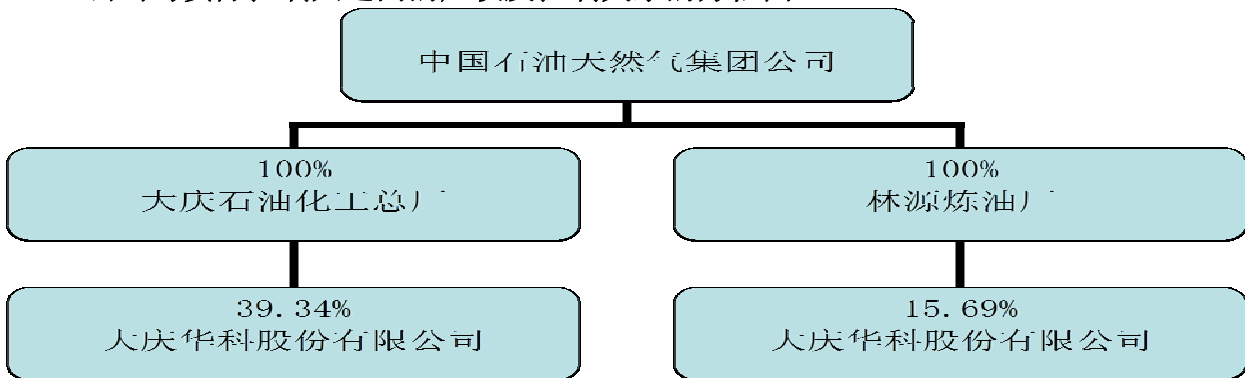 中国石油天然气集团公司
100%
大庆石油化工总厂
100%
林源炼油厂
39.34%
大庆华科股份有限公司
15.69%
大庆华科股份有限公司